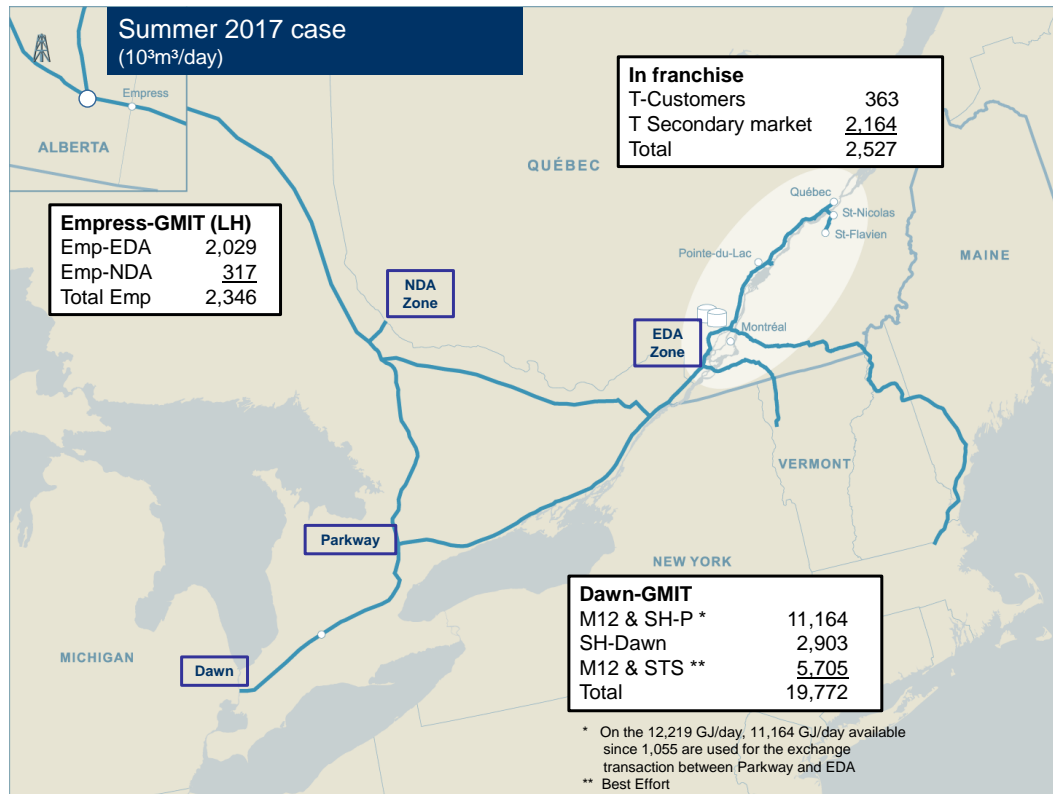 Summer 2017 case
(10³m³/day)
Empress
ALBERTA
In franchise
T-Customers 363
T Secondary market 2,164
Total 2,527
QUÉBEC
Québec
St-Nicolas
St-Flavien
Pointe-du-Lac
MAINE
Empress-GMIT (LH)
Emp-EDA 2,029
Emp-NDA 317
Total Emp 2,346
NDA
Zone
EDA
Zone
Montréal
VERMONT
Parkway
NEW YORK
Dawn-GMIT
M12 & SH-P * 11,164
SH-Dawn 2,903
M12 & STS ** 5,705
Total 19,772
MICHIGAN
Dawn
* On the 12,219 GJ/day, 11,164 GJ/day available
since 1,055 are used for the exchange
transaction between Parkway and EDA
** Best Effort